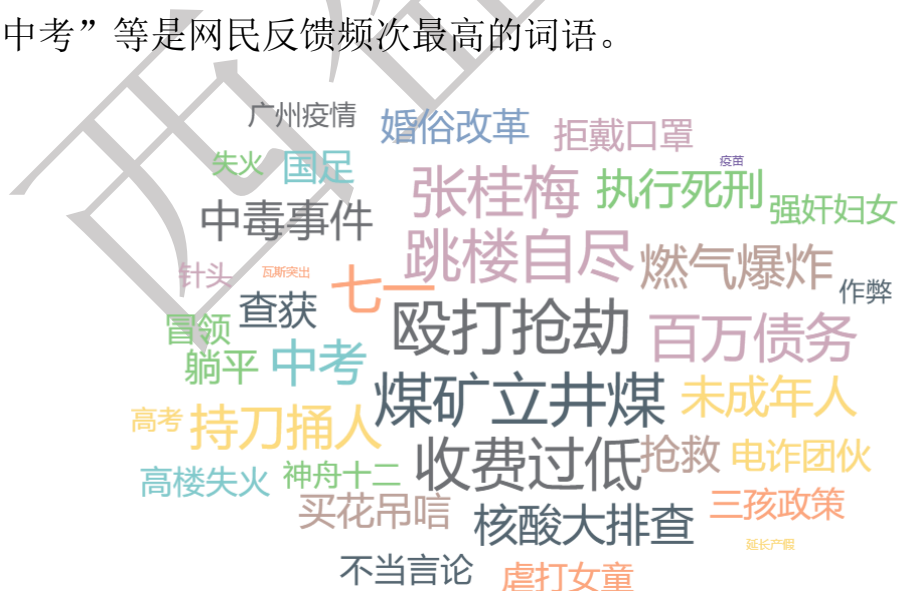 中考”等是网民反馈频次最高的词语。
广州疫情
婚俗改革
拒戴口罩
疫苗
失火
国足
张桂梅
执行死刑
强奸妇女
中毒事件
跳楼自尽
燃气爆炸
针头
瓦斯突出
七一
作弊
查获
殴打抢劫
冒领
百万债务
躺平
中考
煤矿立井煤
未成年人
高考
持刀捅人
收费过低
抢救
电诈团伙
高楼失火
神舟十二
买花吊唁
核酸大排查
三孩政策
延长产假
不当言论
虐打女童